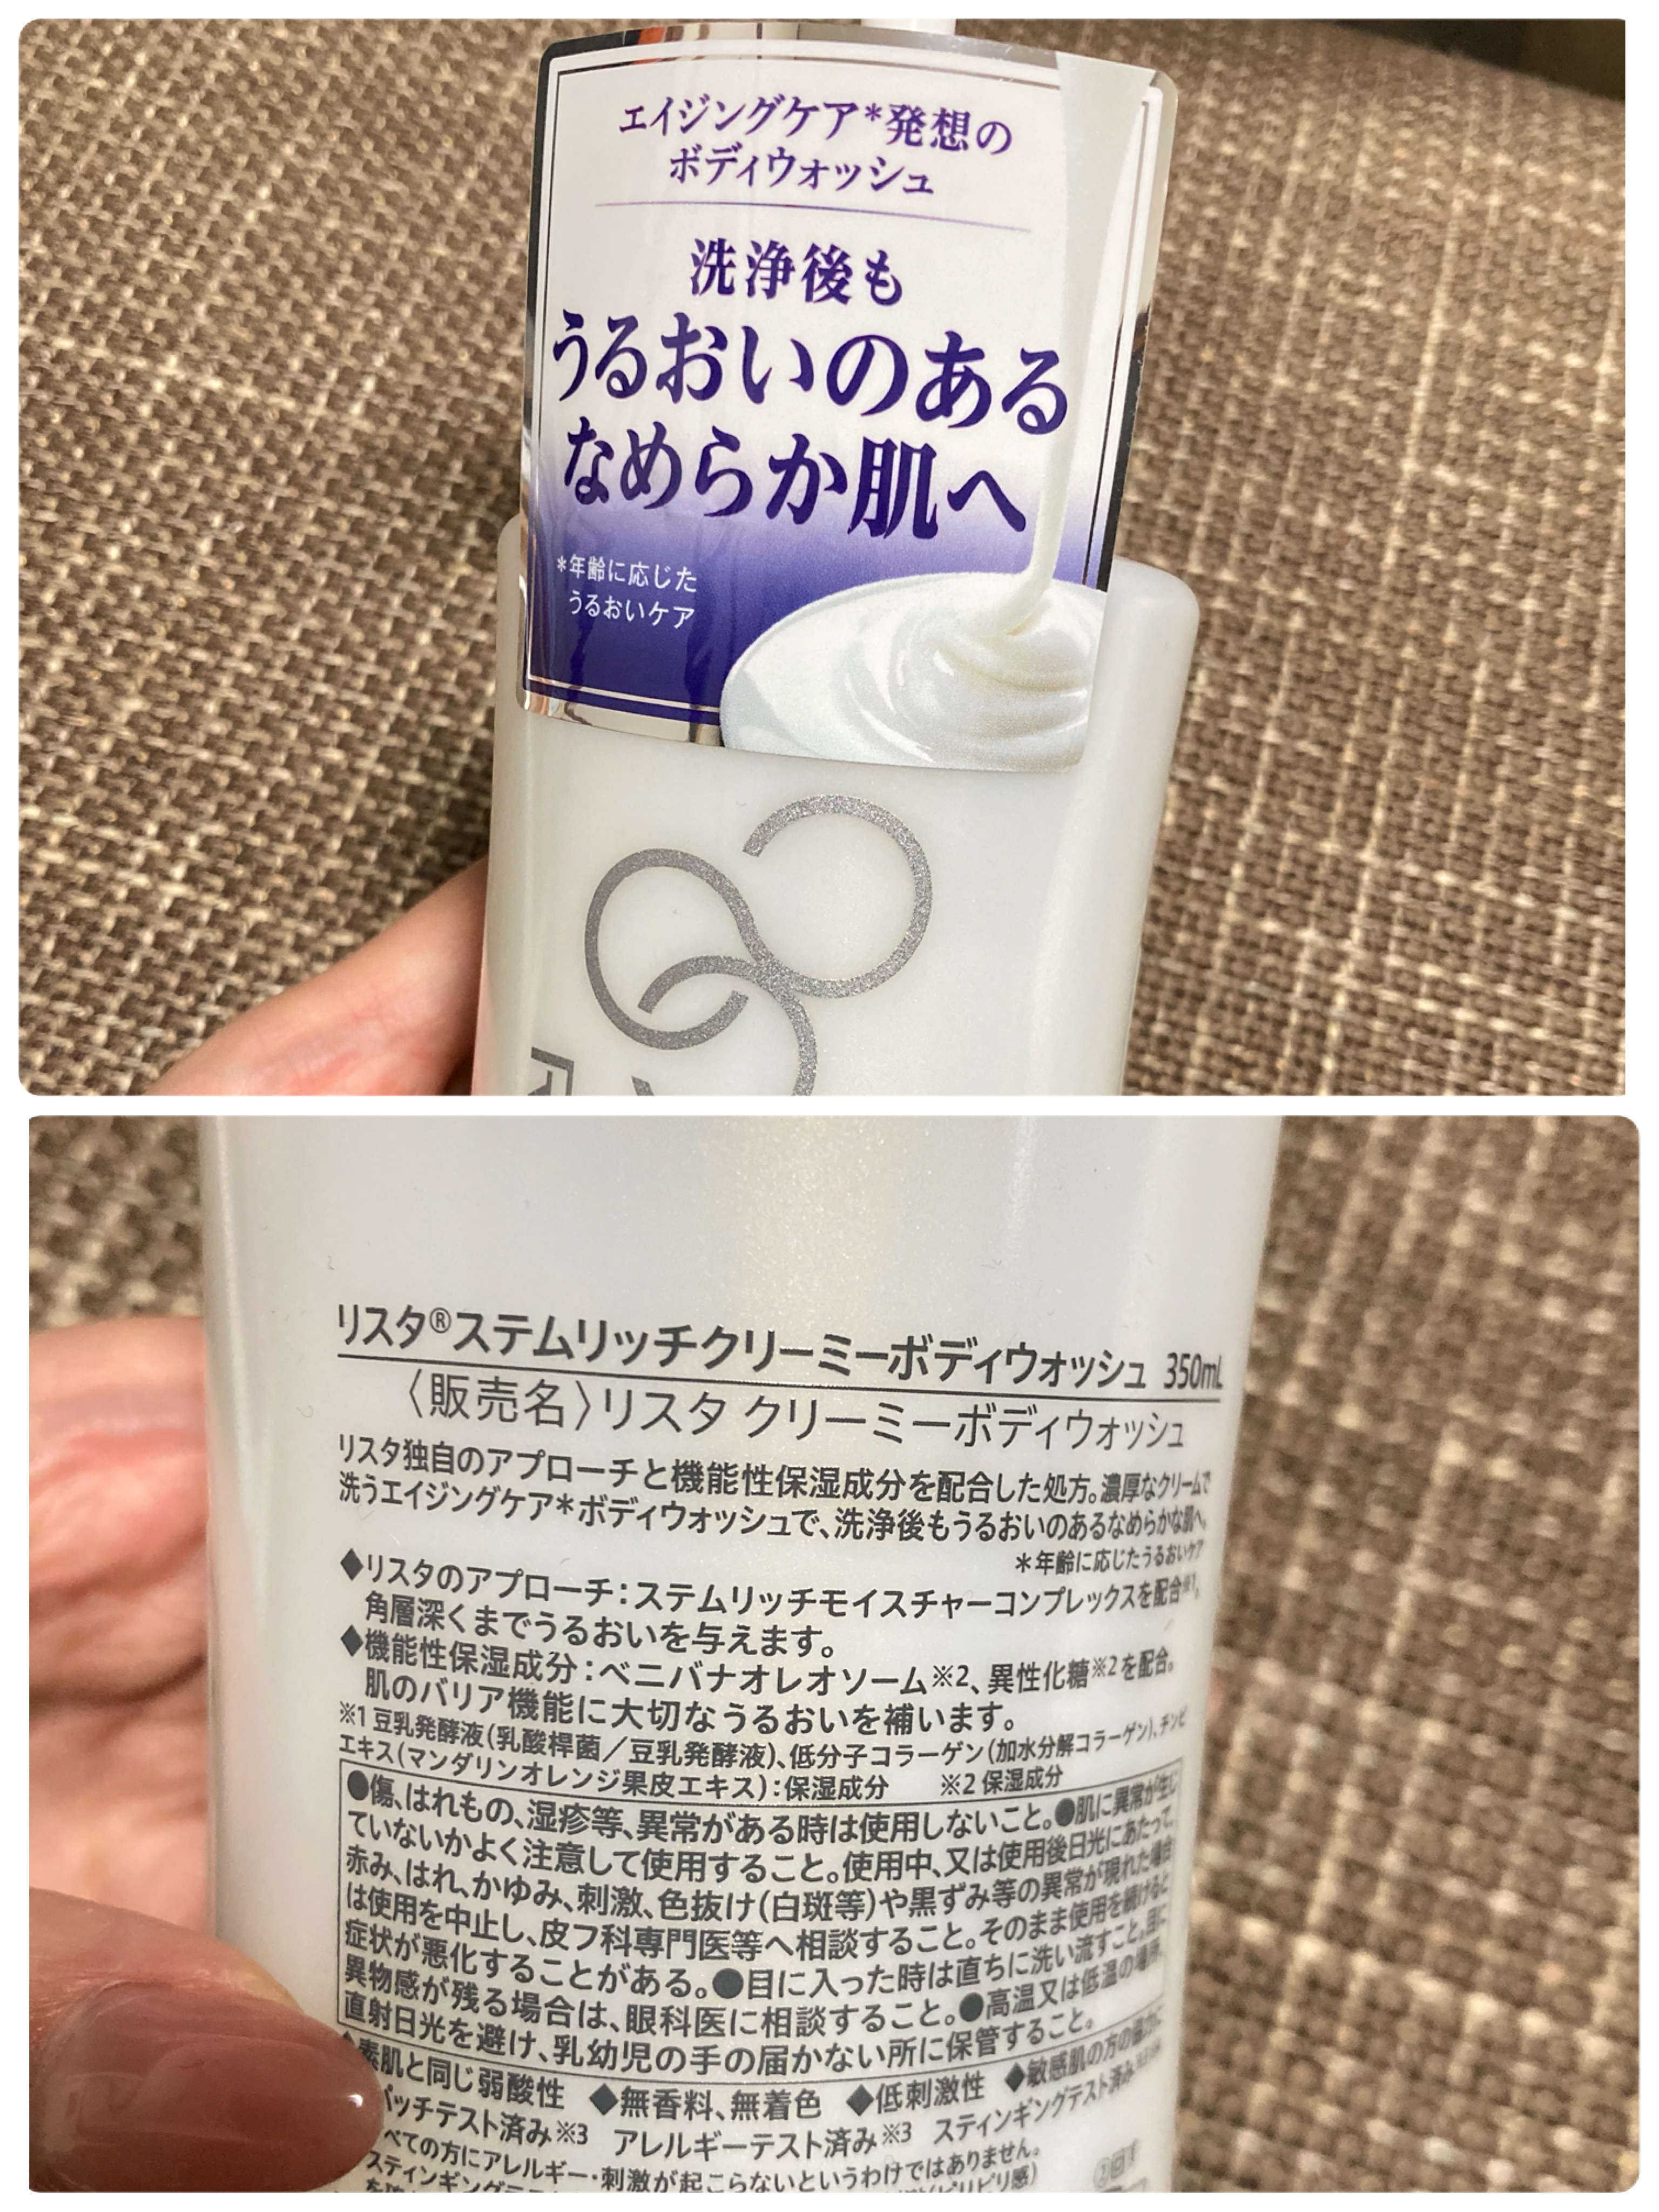 エイジングケア*発想の
ボディウォッシュ
洗浄後も
うるおいのある
なめらか肌へ
*年齢に応じた
うるおいケア
リスタ®ステムリッチクリーミーボディウォッシュ 350mL
〈販売名〉リスタ クリーミーボディウォッシュ
リスタ独自のアプローチと機能性保湿成分を配合した処方。濃厚なクリームで
洗うエイジングケア*ボディウォッシュで、洗浄後もうるおいのあるなめらかな肌へ。
*年齢に応じたうるおいケア
◆リスタのアプローチ:ステムリッチモイスチャーコンプレックスを配合※1。
角層深くまでうるおいを与えます。
◆機能性保湿成分:ベニバナオレオソーム※2、異性化糖※2を配合。
肌のバリア機能に大切なうるおいを補います。
※1 豆乳発酵液(乳酸桿菌/豆乳発酵液)、低分子コラーゲン(加水分解コラーゲン)、チンピ
エキス(マンダリンオレンジ果皮エキス):保湿成分 ※2 保湿成分
●傷、はれもの、湿疹等、異常がある時は使用しないこと。●肌に異常が生じ
ていないかよく注意して使用すること。使用中、又は使用後日光にあたって、
赤み、はれ、かゆみ、刺激、色抜け(白斑等)や黒ずみ等の異常が現れた場合
は使用を中止し、皮フ科専門医等へ相談すること。そのまま使用を続けると
症状が悪化することがある。●目に入った時は直ちに洗い流すこと。目に
異物感が残る場合は、眼科医に相談すること。●高温又は低温の場所、
直射日光を避け、乳幼児の手の届かない所に保管すること。
◆素肌と同じ弱酸性 ◆無香料、無着色 ◆低刺激性 ◆敏感肌の方の協力に
パッチテスト済み※3 アレルギーテスト済み※3 スティンギングテスト済み
べての方にアレルギー・刺激が起こらないというわけではありません。
スティンギングテ